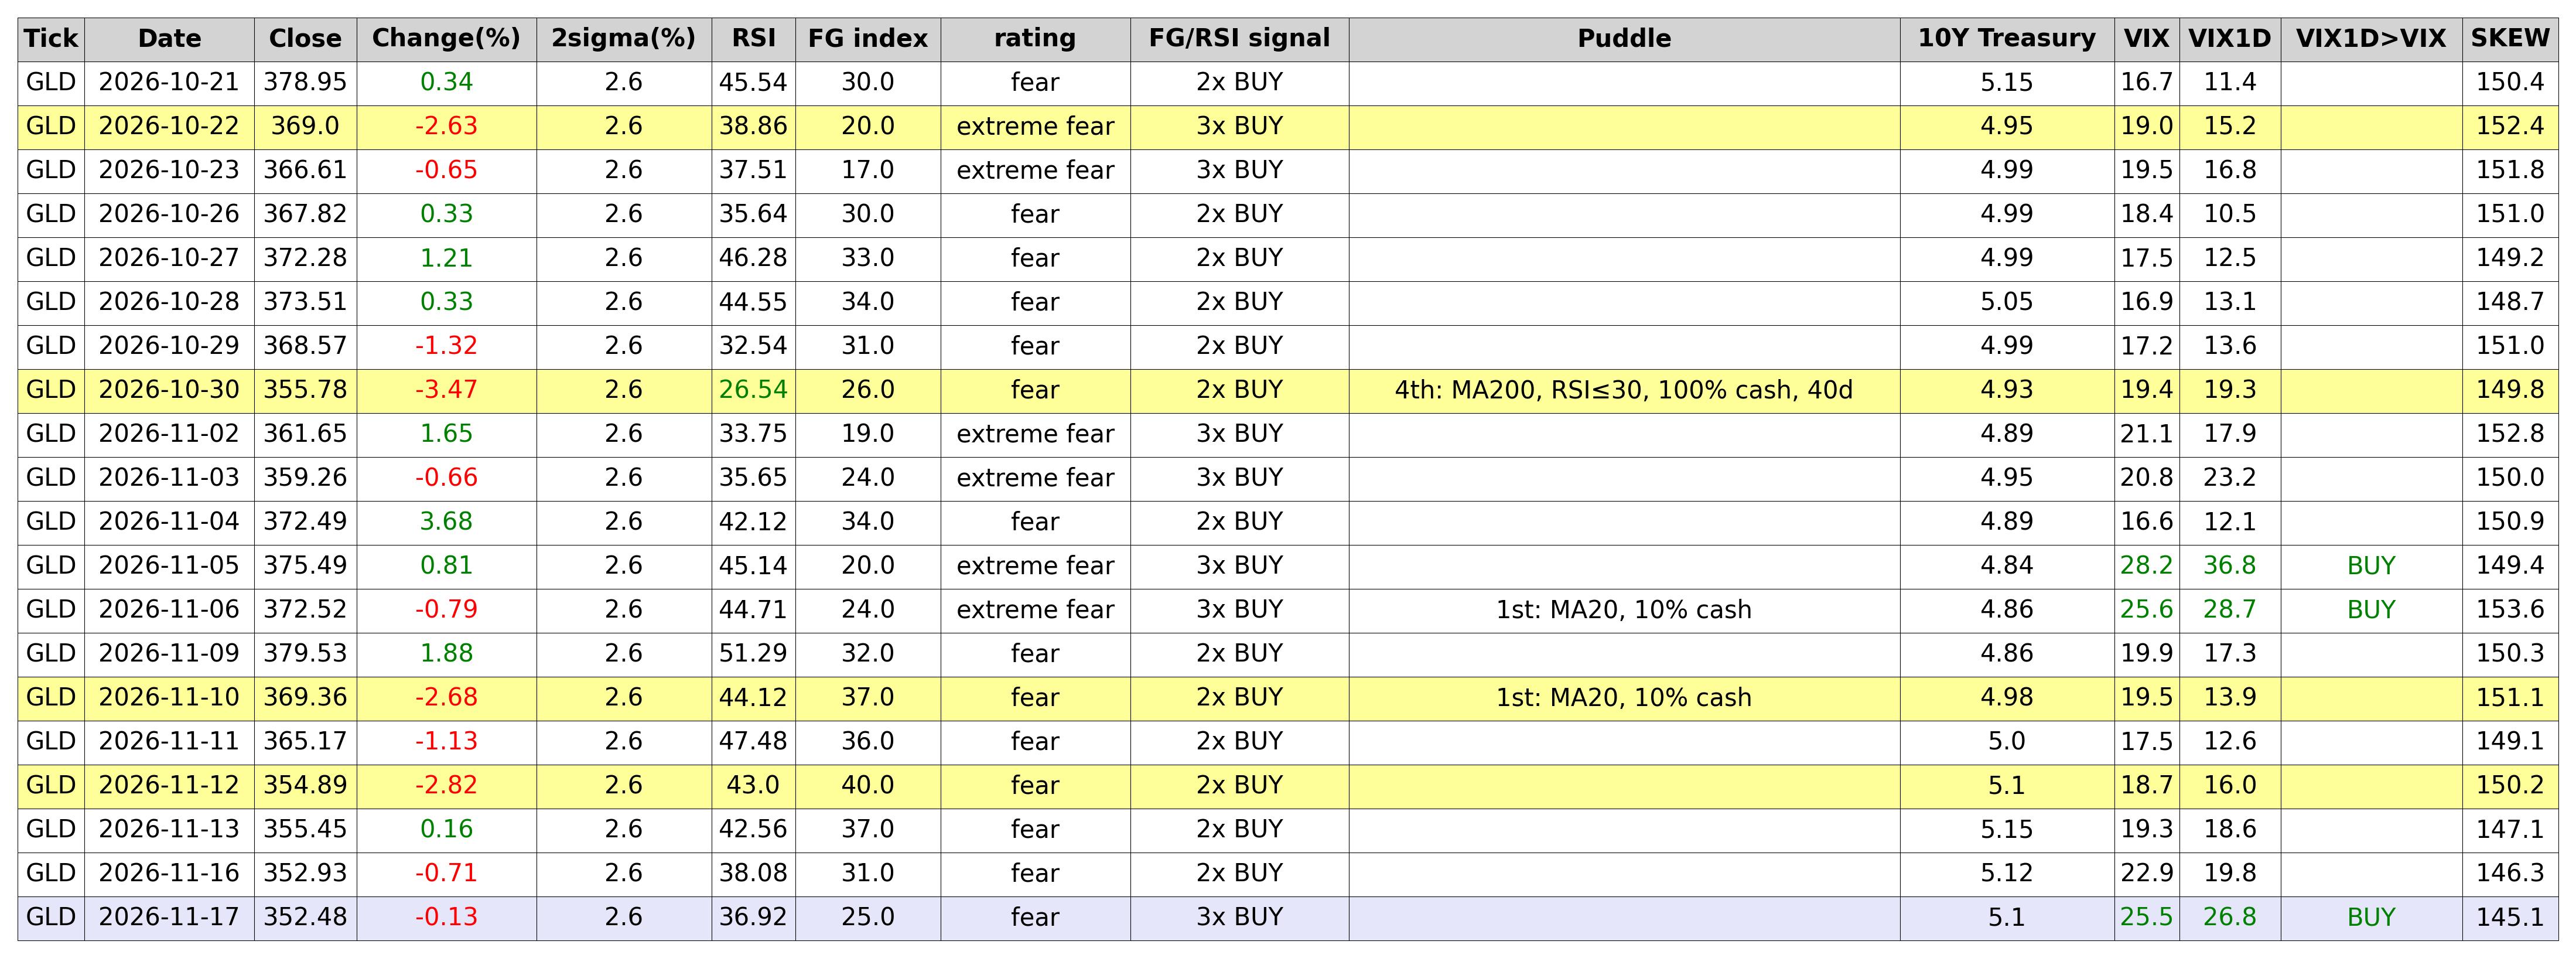 Tick Date Close Change(%) 2sigma(%) RSI FG index rating FG/RSI signal Puddle 10Y Treasury VIX VIX1D VIX1D>VIX SKEW
GLD 2026-10-21 378.95 0.34 2.6 45.54 30.0 fear 2x BUY 5.15 16.7 11.4 150.4
GLD 2026-10-22 369.0 -2.63 2.6 38.86 20.0 extreme fear 3x BUY 4.95 19.0 15.2 152.4
GLD 2026-10-23 366.61 -0.65 2.6 37.51 17.0 extreme fear 3x BUY 4.99 19.5 16.8 151.8
GLD 2026-10-26 367.82 0.33 2.6 35.64 30.0 fear 2x BUY 4.99 18.4 10.5 151.0
GLD 2026-10-27 372.28 1.21 2.6 46.28 33.0 fear 2x BUY 4.99 17.5 12.5 149.2
GLD 2026-10-28 373.51 0.33 2.6 44.55 34.0 fear 2x BUY 5.05 16.9 13.1 148.7
GLD 2026-10-29 368.57 -1.32 2.6 32.54 31.0 fear 2x BUY 4.99 17.2 13.6 151.0
GLD 2026-10-30 355.78 -3.47 2.6 26.54 26.0 fear 2x BUY 4th: MA200, RSI≤30, 100% cash, 40d 4.93 19.4 19.3 149.8
GLD 2026-11-02 361.65 1.65 2.6 33.75 19.0 extreme fear 3x BUY 4.89 21.1 17.9 152.8
GLD 2026-11-03 359.26 -0.66 2.6 35.65 24.0 extreme fear 3x BUY 4.95 20.8 23.2 150.0
GLD 2026-11-04 372.49 3.68 2.6 42.12 34.0 fear 2x BUY 4.89 16.6 12.1 150.9
GLD 2026-11-05 375.49 0.81 2.6 45.14 20.0 extreme fear 3x BUY 4.84 28.2 36.8 BUY 149.4
GLD 2026-11-06 372.52 -0.79 2.6 44.71 24.0 extreme fear 3x BUY 1st: MA20, 10% cash 4.86 25.6 28.7 BUY 153.6
GLD 2026-11-09 379.53 1.88 2.6 51.29 32.0 fear 2x BUY 4.86 19.9 17.3 150.3
GLD 2026-11-10 369.36 -2.68 2.6 44.12 37.0 fear 2x BUY 1st: MA20, 10% cash 4.98 19.5 13.9 151.1
GLD 2026-11-11 365.17 -1.13 2.6 47.48 36.0 fear 2x BUY 5.0 17.5 12.6 149.1
GLD 2026-11-12 354.89 -2.82 2.6 43.0 40.0 fear 2x BUY 5.1 18.7 16.0 150.2
GLD 2026-11-13 355.45 0.16 2.6 42.56 37.0 fear 2x BUY 5.15 19.3 18.6 147.1
GLD 2026-11-16 352.93 -0.71 2.6 38.08 31.0 fear 2x BUY 5.12 22.9 19.8 146.3
GLD 2026-11-17 352.48 -0.13 2.6 36.92 25.0 fear 3x BUY 5.1 25.5 26.8 BUY 145.1